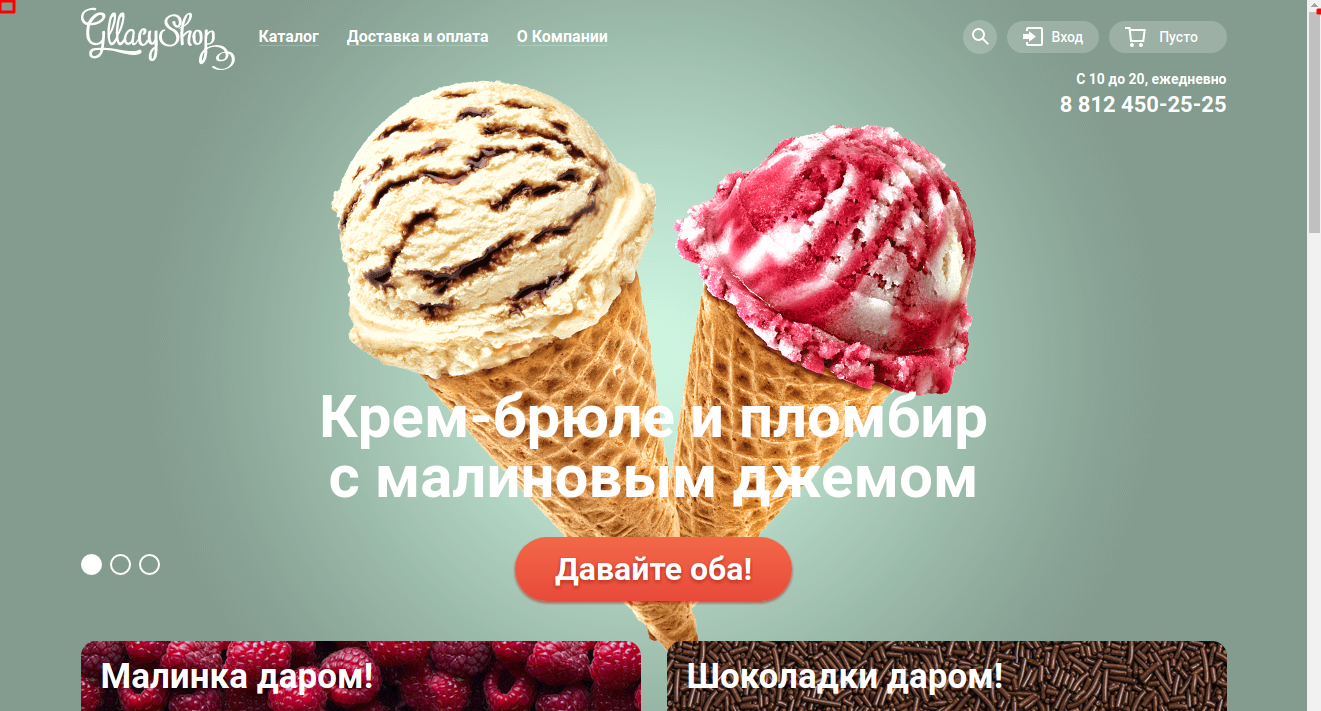 GllacyShop
Каталог Доставка и оплата О Компании
Вход
Пусто
С 10 до 20, ежедневно
8 812 450-25-25
Крем-брюле и пломбир
с малиновым джемом
Давайте оба!
Малинка даром!
Шоколадки даром!